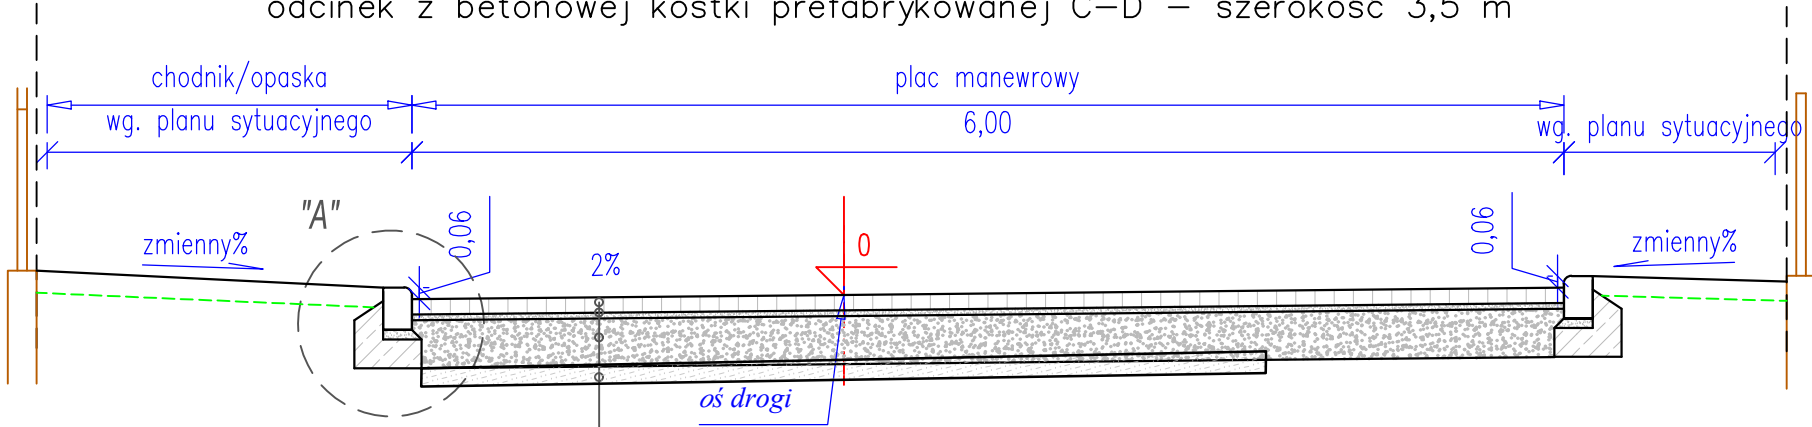 odcinek z betonowej kostki prefabrykowanej C-D - szerokość 3,5 m
chodnik/opaska
plac manewrowy
wg. planu sytuacyjnego
6,00
wg. planu sytuacyjnego
"A"
0,06
0,06
zmienny%
2%
0
zmienny%
oś drogi